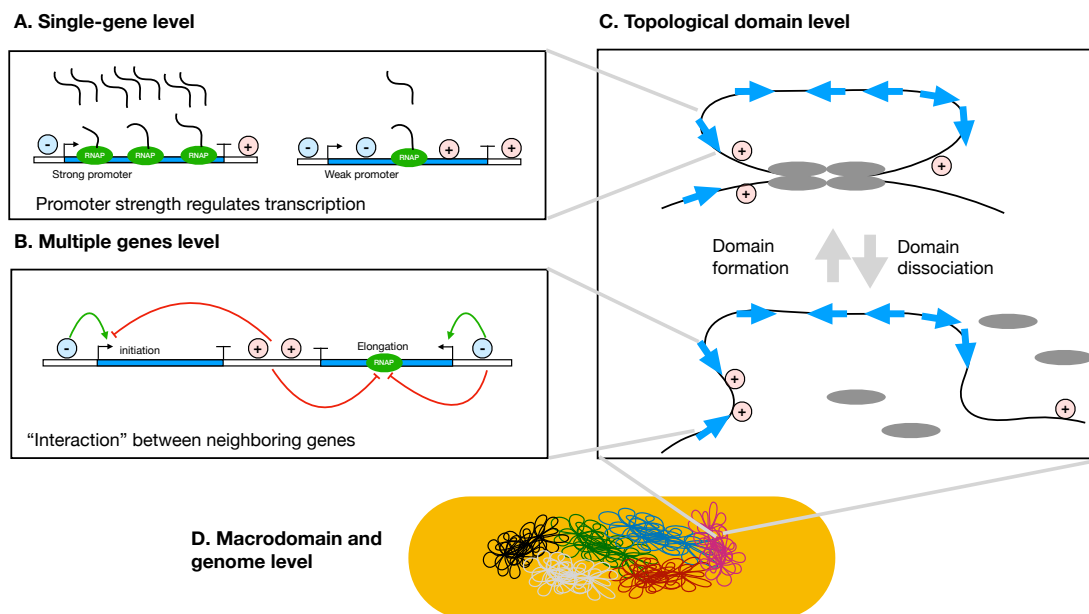 A. Single-gene level
- + - - + +
RNAP RNAP RNAP RNAP
Strong promoter Weak promoter
Promoter strength regulates transcription
B. Multiple genes level
- + + -
initiation Elongation
RNAP
“Interaction” between neighboring genes
C. Topological domain level
+ +
+
Domain
formation
Domain
dissociation
+
+ +
D. Macrodomain and
genome level